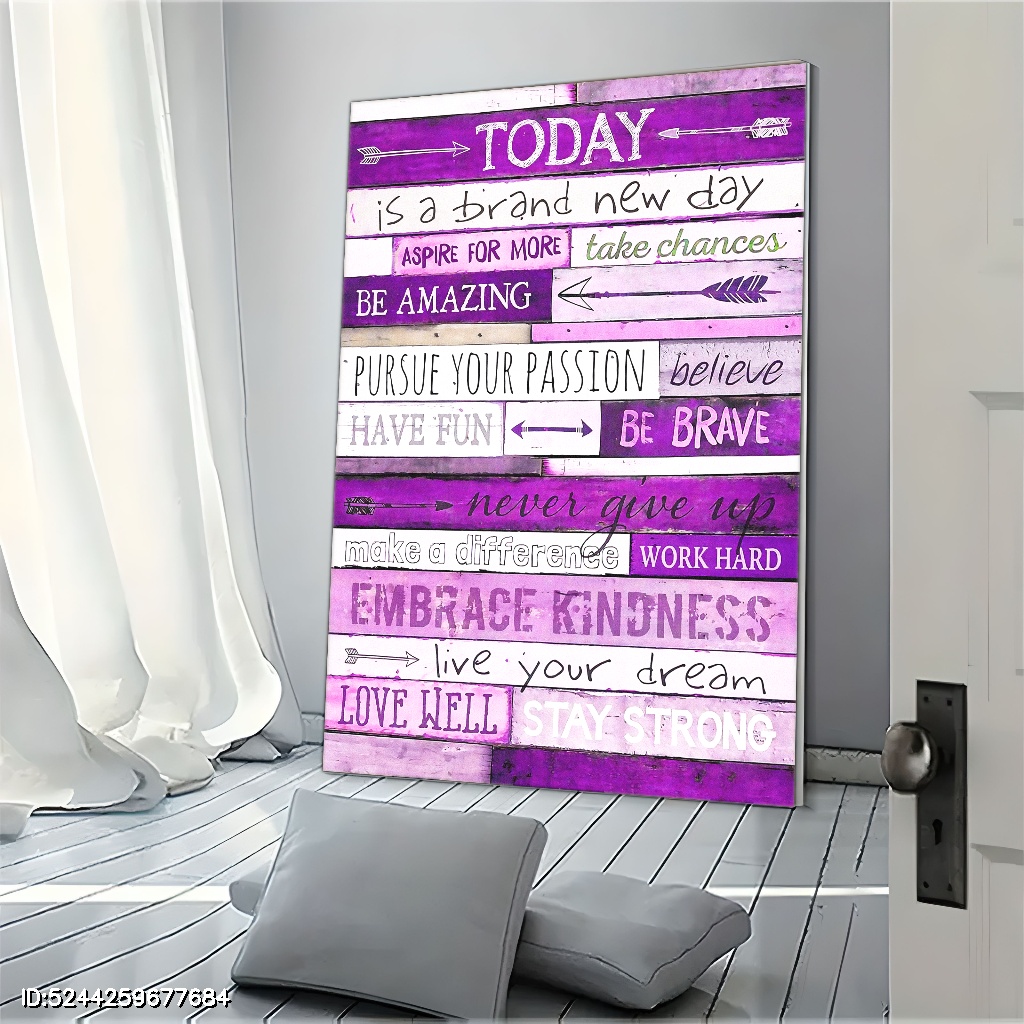 TODAY
is a brand new day
ASPIRE FOR MORE take chances
BE AMAZING
PURSUE YOUR PASSION believe
HAVE FUN BE BRAVE
never give up
make a difference WORK HARD
EMBRACE KINDNESS
live your dream
LOVE WELL STAY STRONG
ID:5244259677684